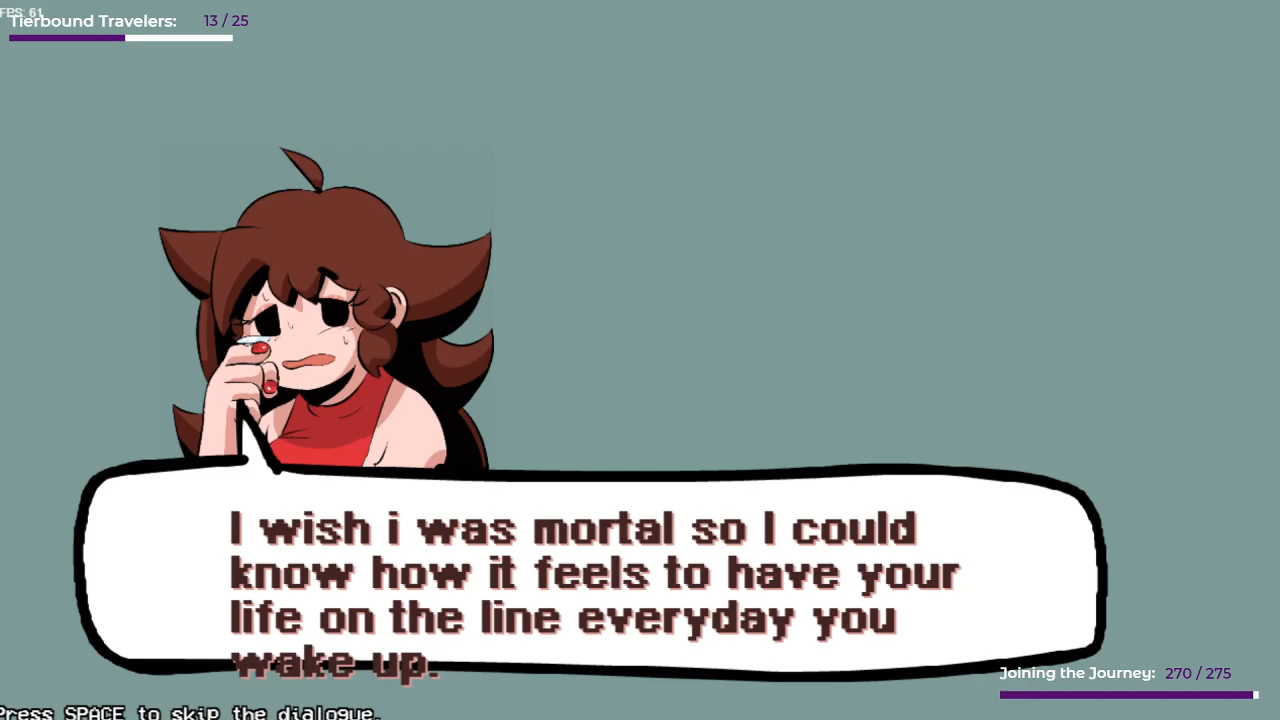 FPS: 61
Tierbound Travelers: 13 / 25
I wish i was mortal so I could
know how it feels to have your
life on the line everyday you
wake up.
Joining the Journey: 270 / 275
Press SPACE to skip the dialogue.